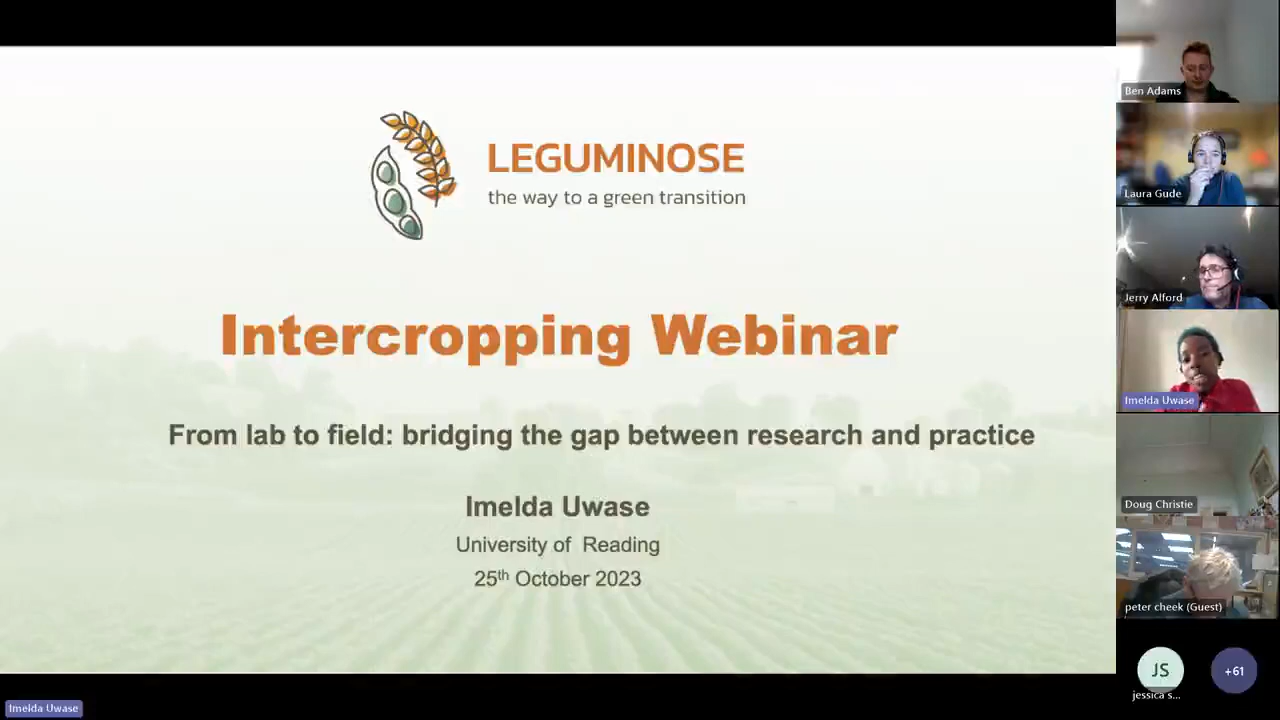 LEGUMINOSE
the way to a green transition
Intercropping Webinar
From lab to field: bridging the gap between research and practice
Imelda Uwase
University of Reading
25th October 2023
Ben Adams
Laura Gude
Jerry Alford
Imelda Uwase
Doug Christie
peter cheek (Guest)
JS
+61
jessica s...
Imelda Uwase